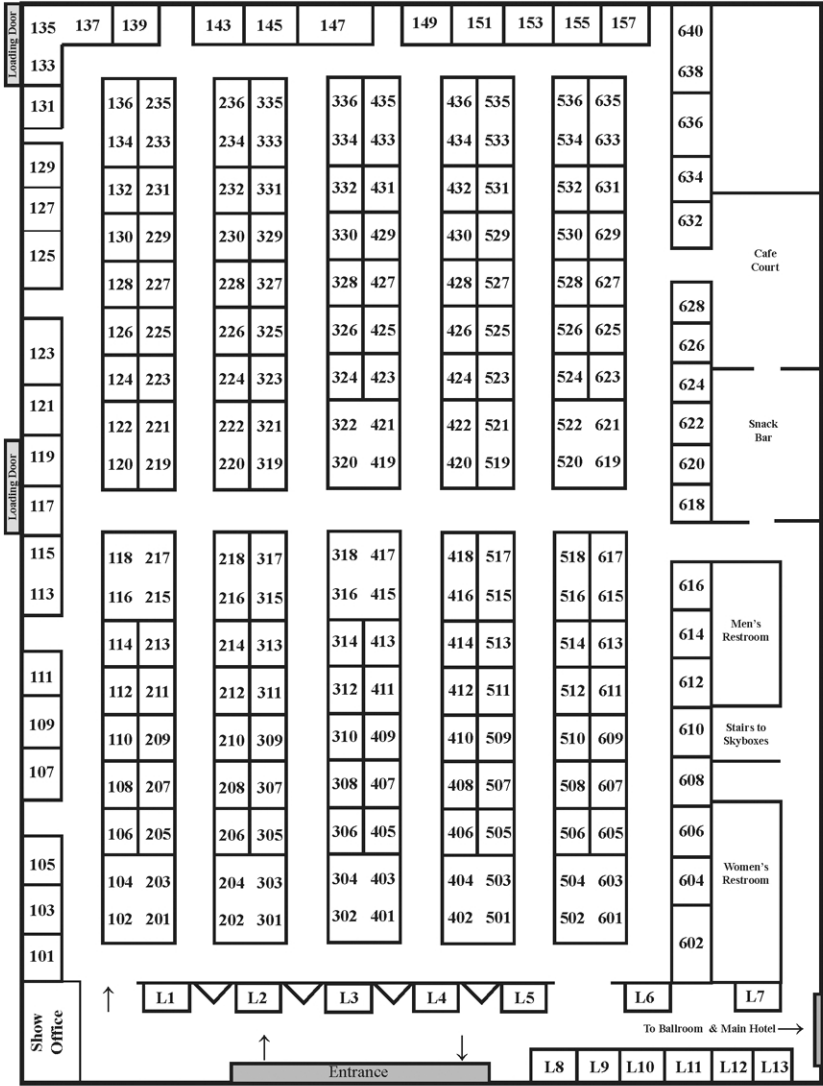 135 137 139 143 145 147 149 151 153 155 157 640
Loading Door
133 638
131 136 235 236 335 336 435 436 535 536 635 636
134 233 234 333 334 433 434 533 534 633
129 132 231 232 331 332 431 432 531 532 631 634
127 632
130 229 230 329 330 429 430 529 530 629
125 Cafe
Court
128 227 228 327 328 427 428 527 528 627 628
126 225 226 325 326 425 426 525 526 625 626
123
124 223 224 323 324 423 424 523 524 623 624
121 122 221 222 321 322 421 422 521 522 621 622 Snack
Bar
119 120 219 220 319 320 419 420 519 520 619 620
Loading Door
117 618
115 118 217 218 317 318 417 418 517 518 617
113 116 215 216 315 316 415 416 515 516 615 616
114 213 214 313 314 413 414 513 514 613 614 Men's
Restroom
111 112 211 212 311 312 411 412 511 512 611 612
109 110 209 210 309 310 409 410 509 510 609 610 Stairs to
Skyboxes
107 108 207 208 307 308 407 408 507 508 607 608
106 205 206 305 306 405 406 505 506 605 606
105 104 203 204 303 304 403 404 503 504 603 604 Women's
Restroom
103 102 201 202 301 302 401 402 501 502 601 602
101
L1 L2 L3 L4 L5 L6 L7
Show
Office
To Ballroom & Main Hotel
Entrance
L8 L9 L10 L11 L12 L13